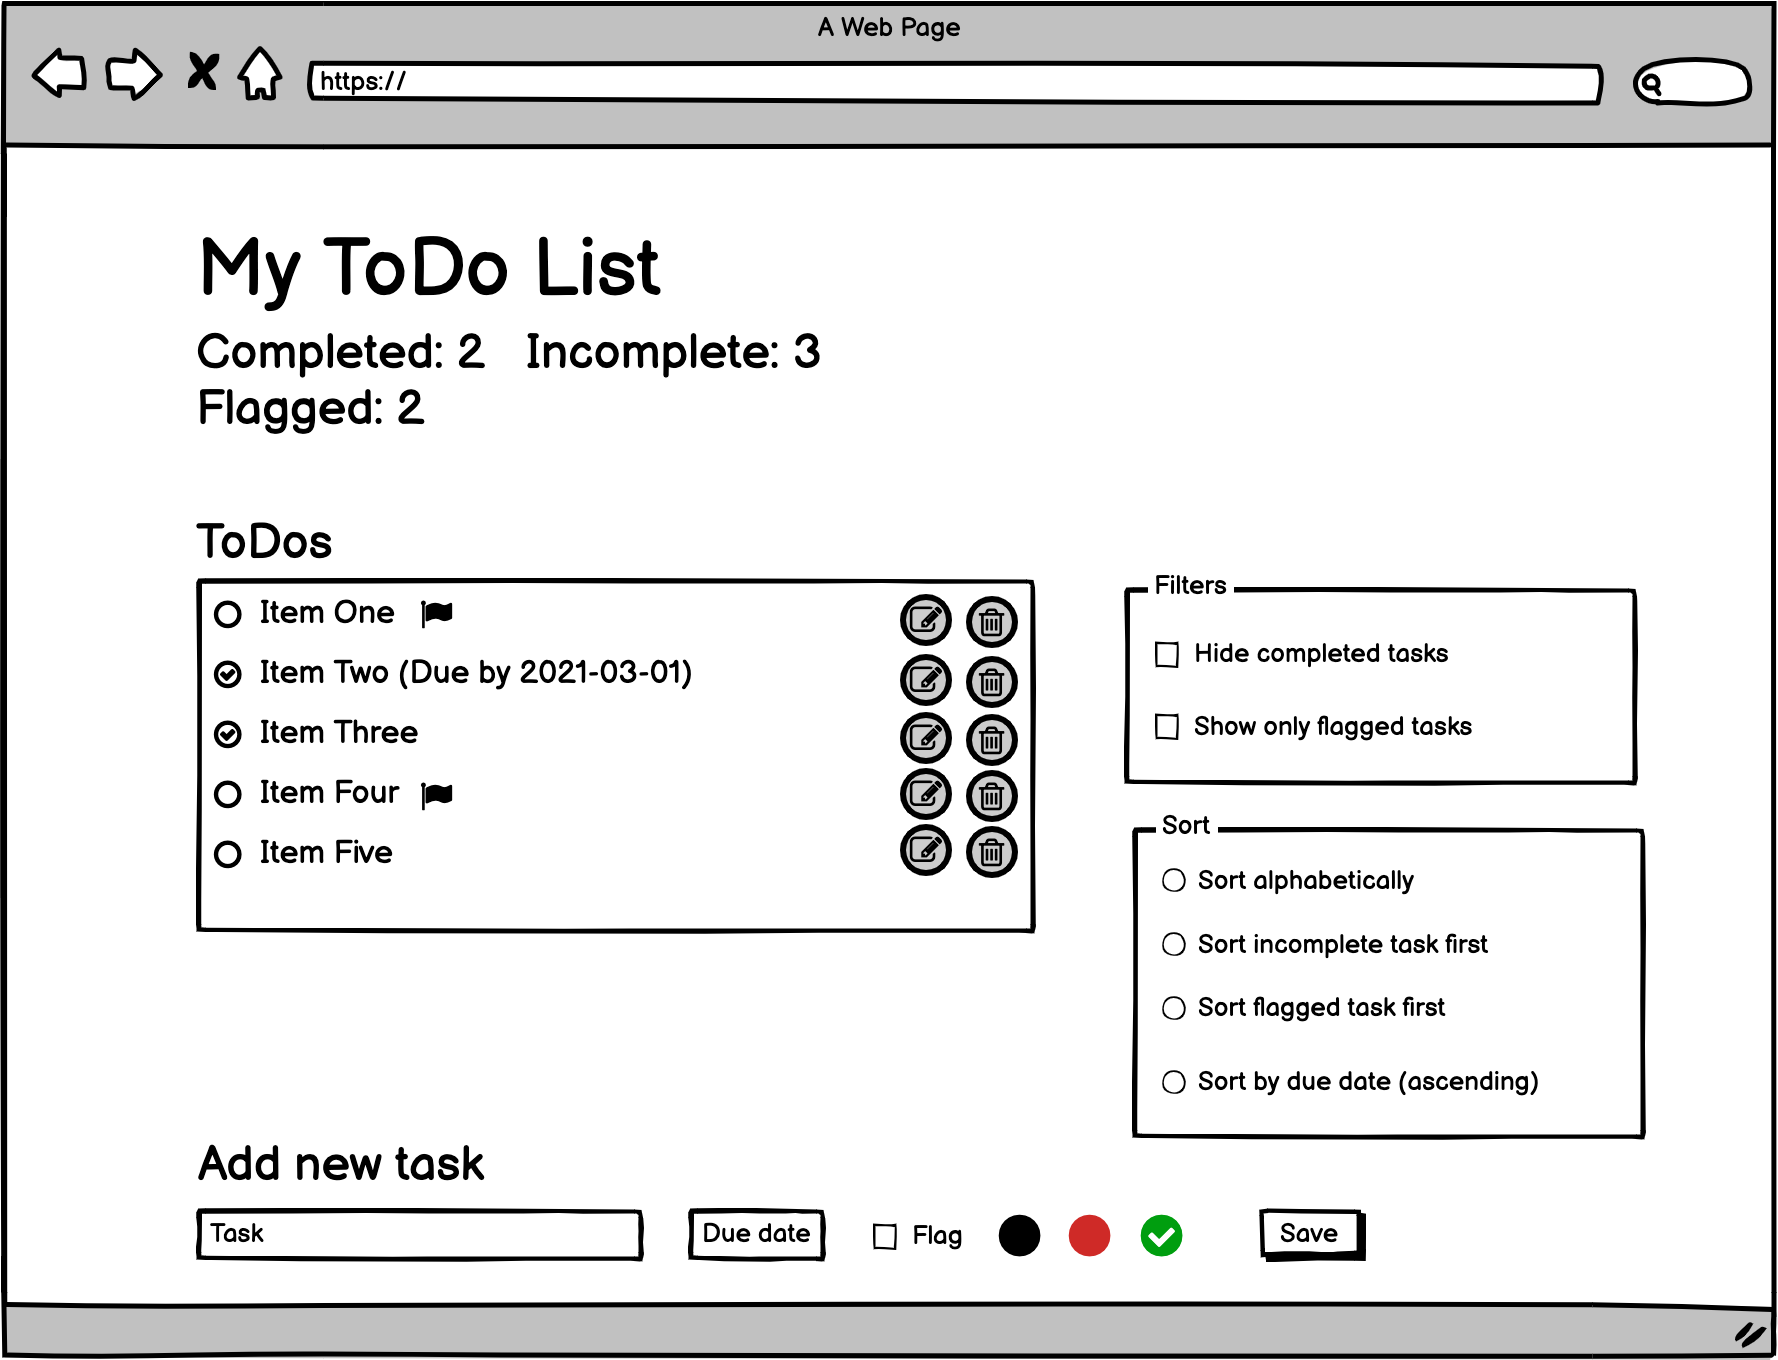 A Web Page
https://
My ToDo List
Completed: 2 Incomplete: 3
Flagged: 2
ToDos
Item One
Item Two (Due by 2021-03-01)
Item Three
Item Four
Item Five
Filters
Hide completed tasks
Show only flagged tasks
Sort
Sort alphabetically
Sort incomplete task first
Sort flagged task first
Sort by due date (ascending)
Add new task
Task
Due date
Flag
Save